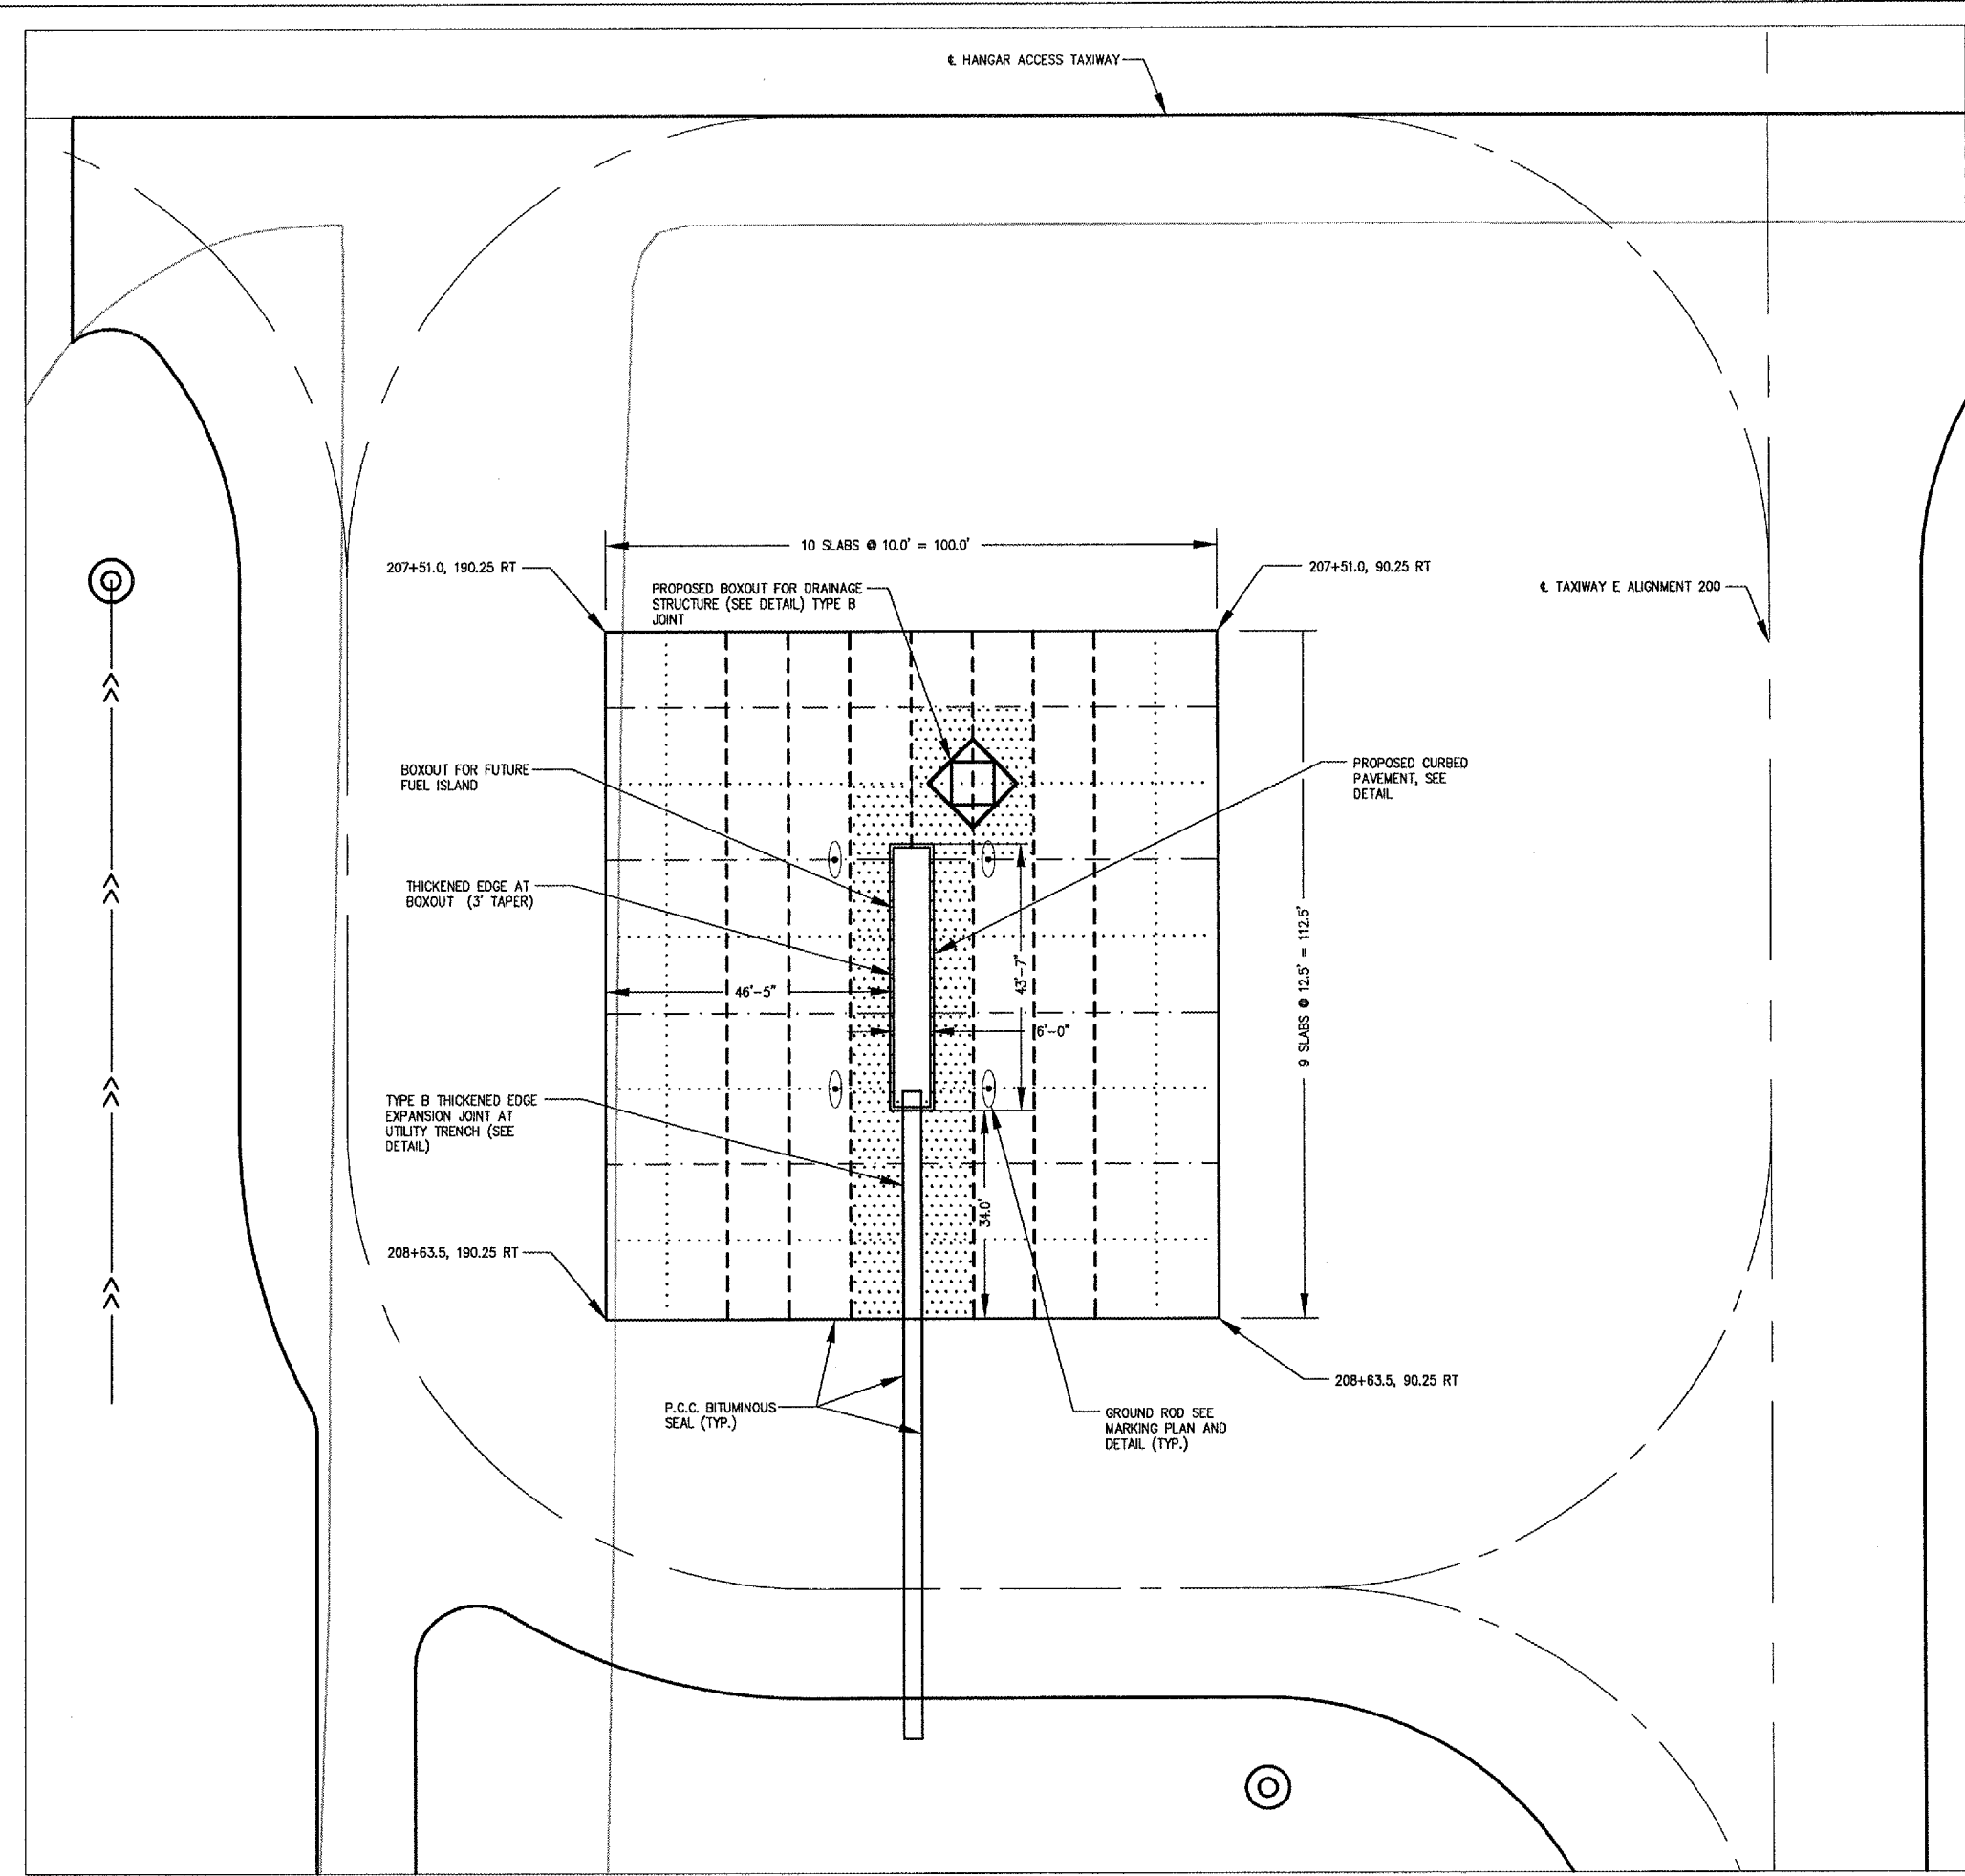 ℄ HANGAR ACCESS TAXIWAY
10 SLABS @ 10.0' = 100.0'
207+51.0, 190.25 RT
207+51.0, 90.25 RT
PROPOSED BOXOUT FOR DRAINAGE
STRUCTURE (SEE DETAIL) TYPE B
JOINT
℄ TAXIWAY E ALIGNMENT 200
BOXOUT FOR FUTURE
FUEL ISLAND
PROPOSED CURBED
PAVEMENT, SEE
DETAIL
THICKENED EDGE AT
BOXOUT (3' TAPER)
46'-5"
43'-7"
6'-0"
9 SLABS @ 12.5' = 112.5'
TYPE B THICKENED EDGE
EXPANSION JOINT AT
UTILITY TRENCH (SEE
DETAIL)
34.0'
208+63.5, 190.25 RT
208+63.5, 90.25 RT
P.C.C. BITUMINOUS
SEAL (TYP.)
GROUND ROD SEE
MARKING PLAN AND
DETAIL (TYP.)